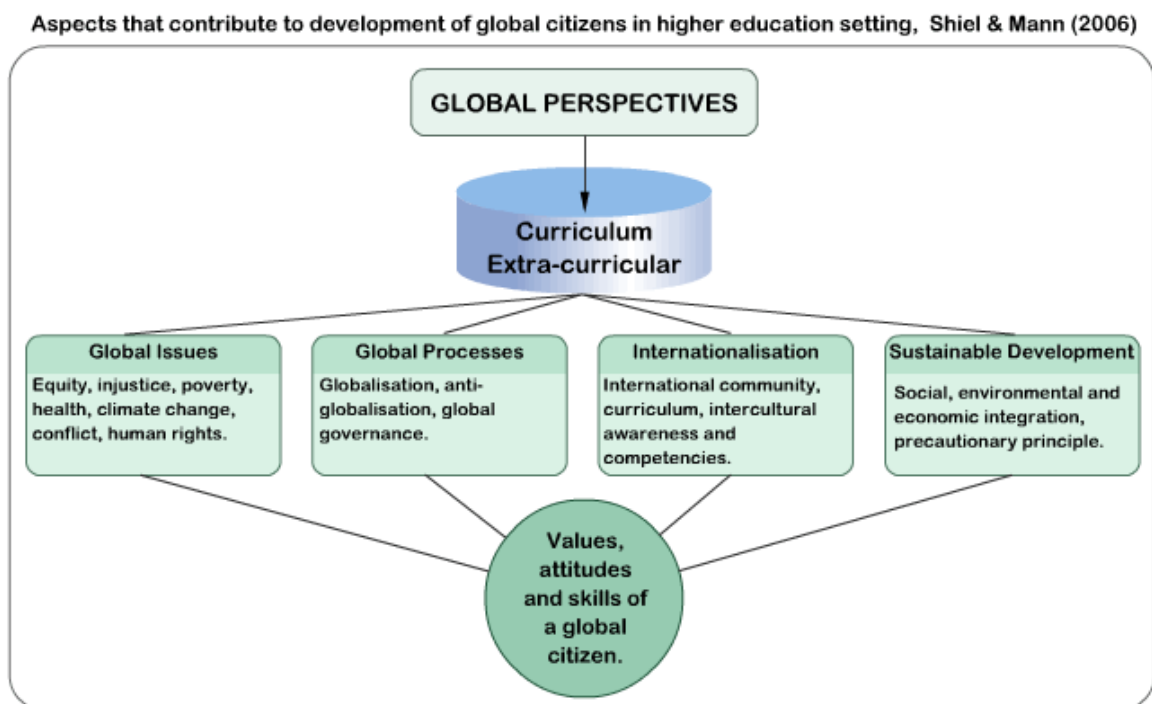 Aspects that contribute to development of global citizens in higher education setting, Shiel & Mann (2006)
GLOBAL PERSPECTIVES
Curriculum
Extra-curricular
Global Issues
Equity, injustice, poverty,
health, climate change,
conflict, human rights.
Global Processes
Globalisation, anti-
globalisation, global
governance.
Internationalisation
International community,
curriculum, intercultural
awareness and
competencies.
Sustainable Development
Social, environmental and
economic integration,
precautionary principle.
Values,
attitudes
and skills of
a global
citizen.